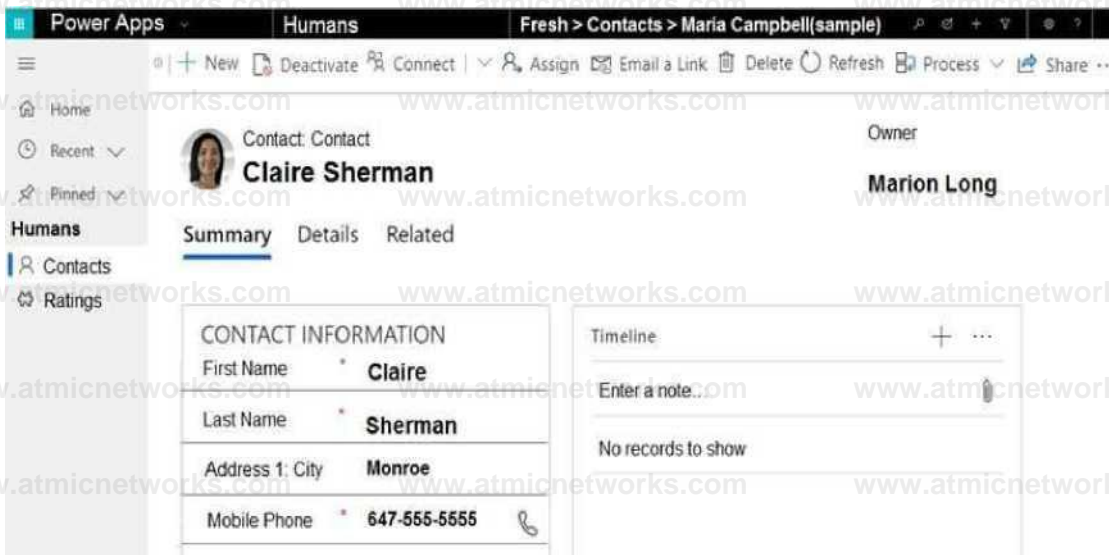 Power Apps Humans Fresh > Contacts > Maria Campbell(sample)
+ New Deactivate Connect Assign Email a Link Delete Refresh Process Share ...
Home
Recent
Pinned
Humans
Contacts
Ratings
Contact: Contact
Claire Sherman
Owner
Marion Long
Summary Details Related
CONTACT INFORMATION
First Name * Claire
Last Name * Sherman
Address 1: City Monroe
Mobile Phone * 647-555-5555
Timeline + ...
Enter a note...
No records to show
www.atmicnetworks.com